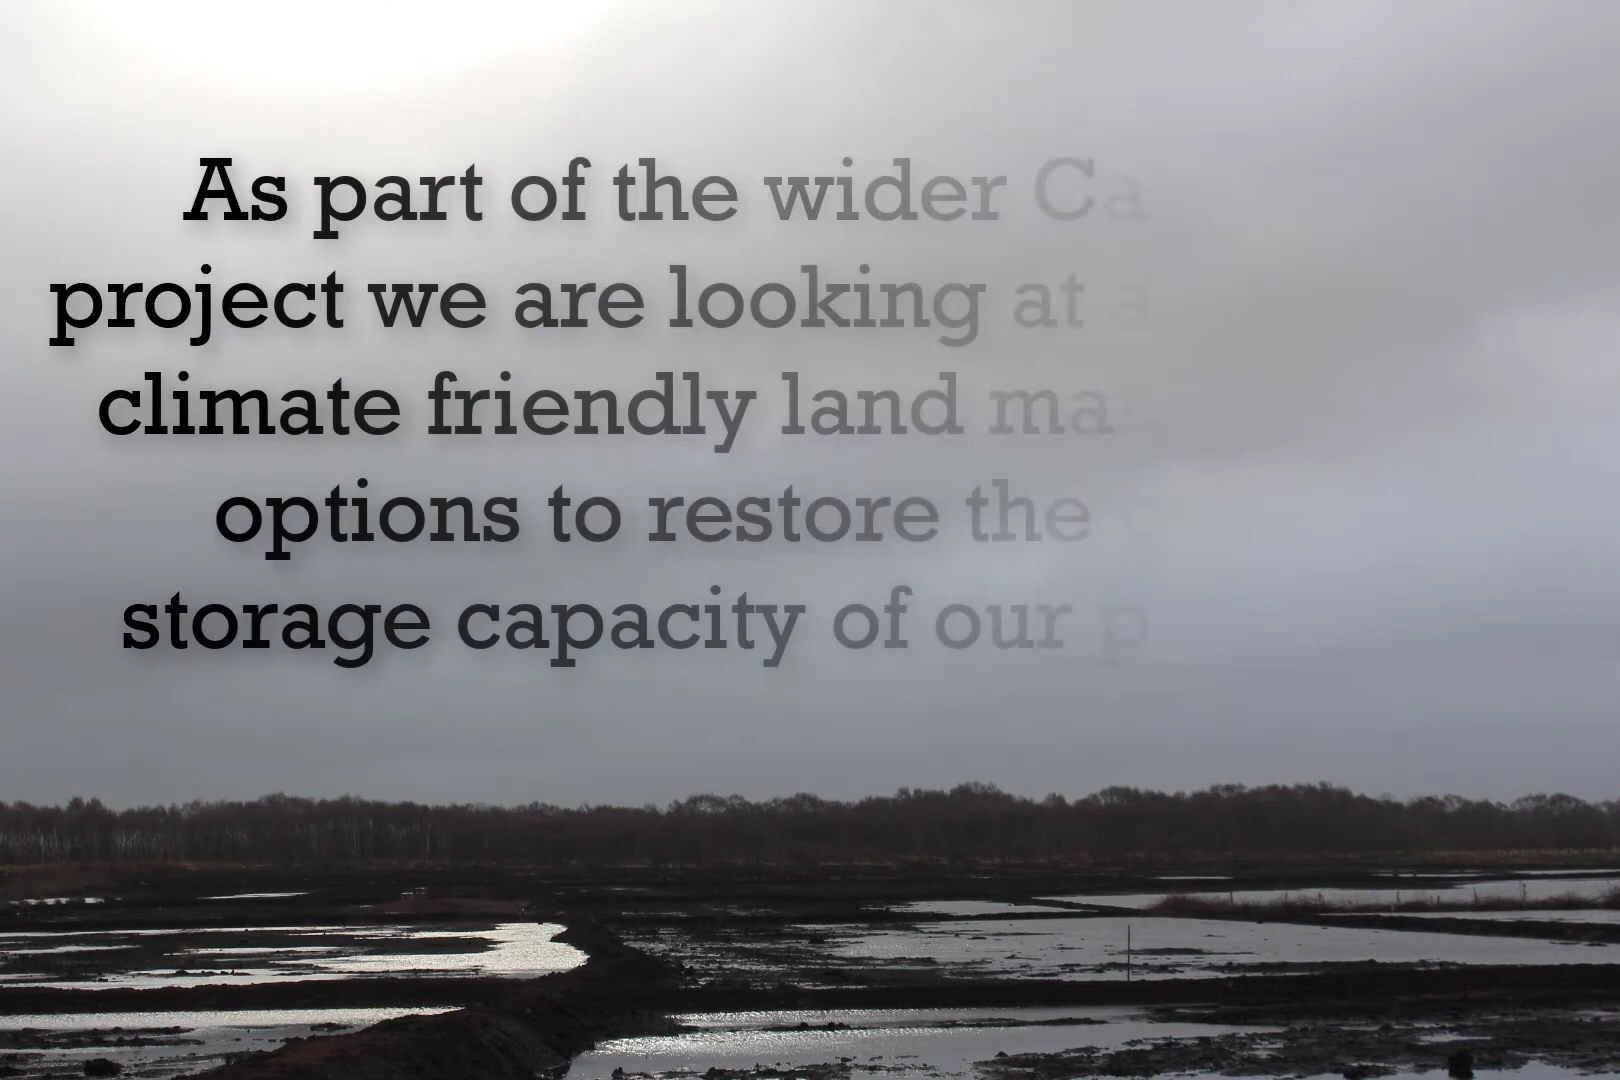 As part of the wider
project we are looking at
climate friendly land
options to restore the
storage capacity of our